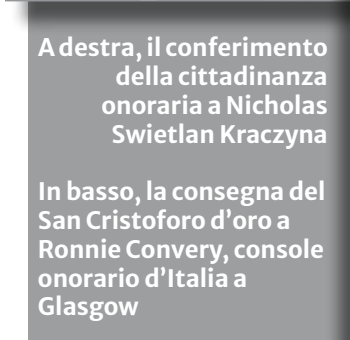 A destra, il conferimento
della cittadinanza
onoraria a Nicholas
Swietlan Kraczyna
In basso, la consegna del
San Cristoforo d’oro a
Ronnie Convery, console
onorario d’Italia a
Glasgow